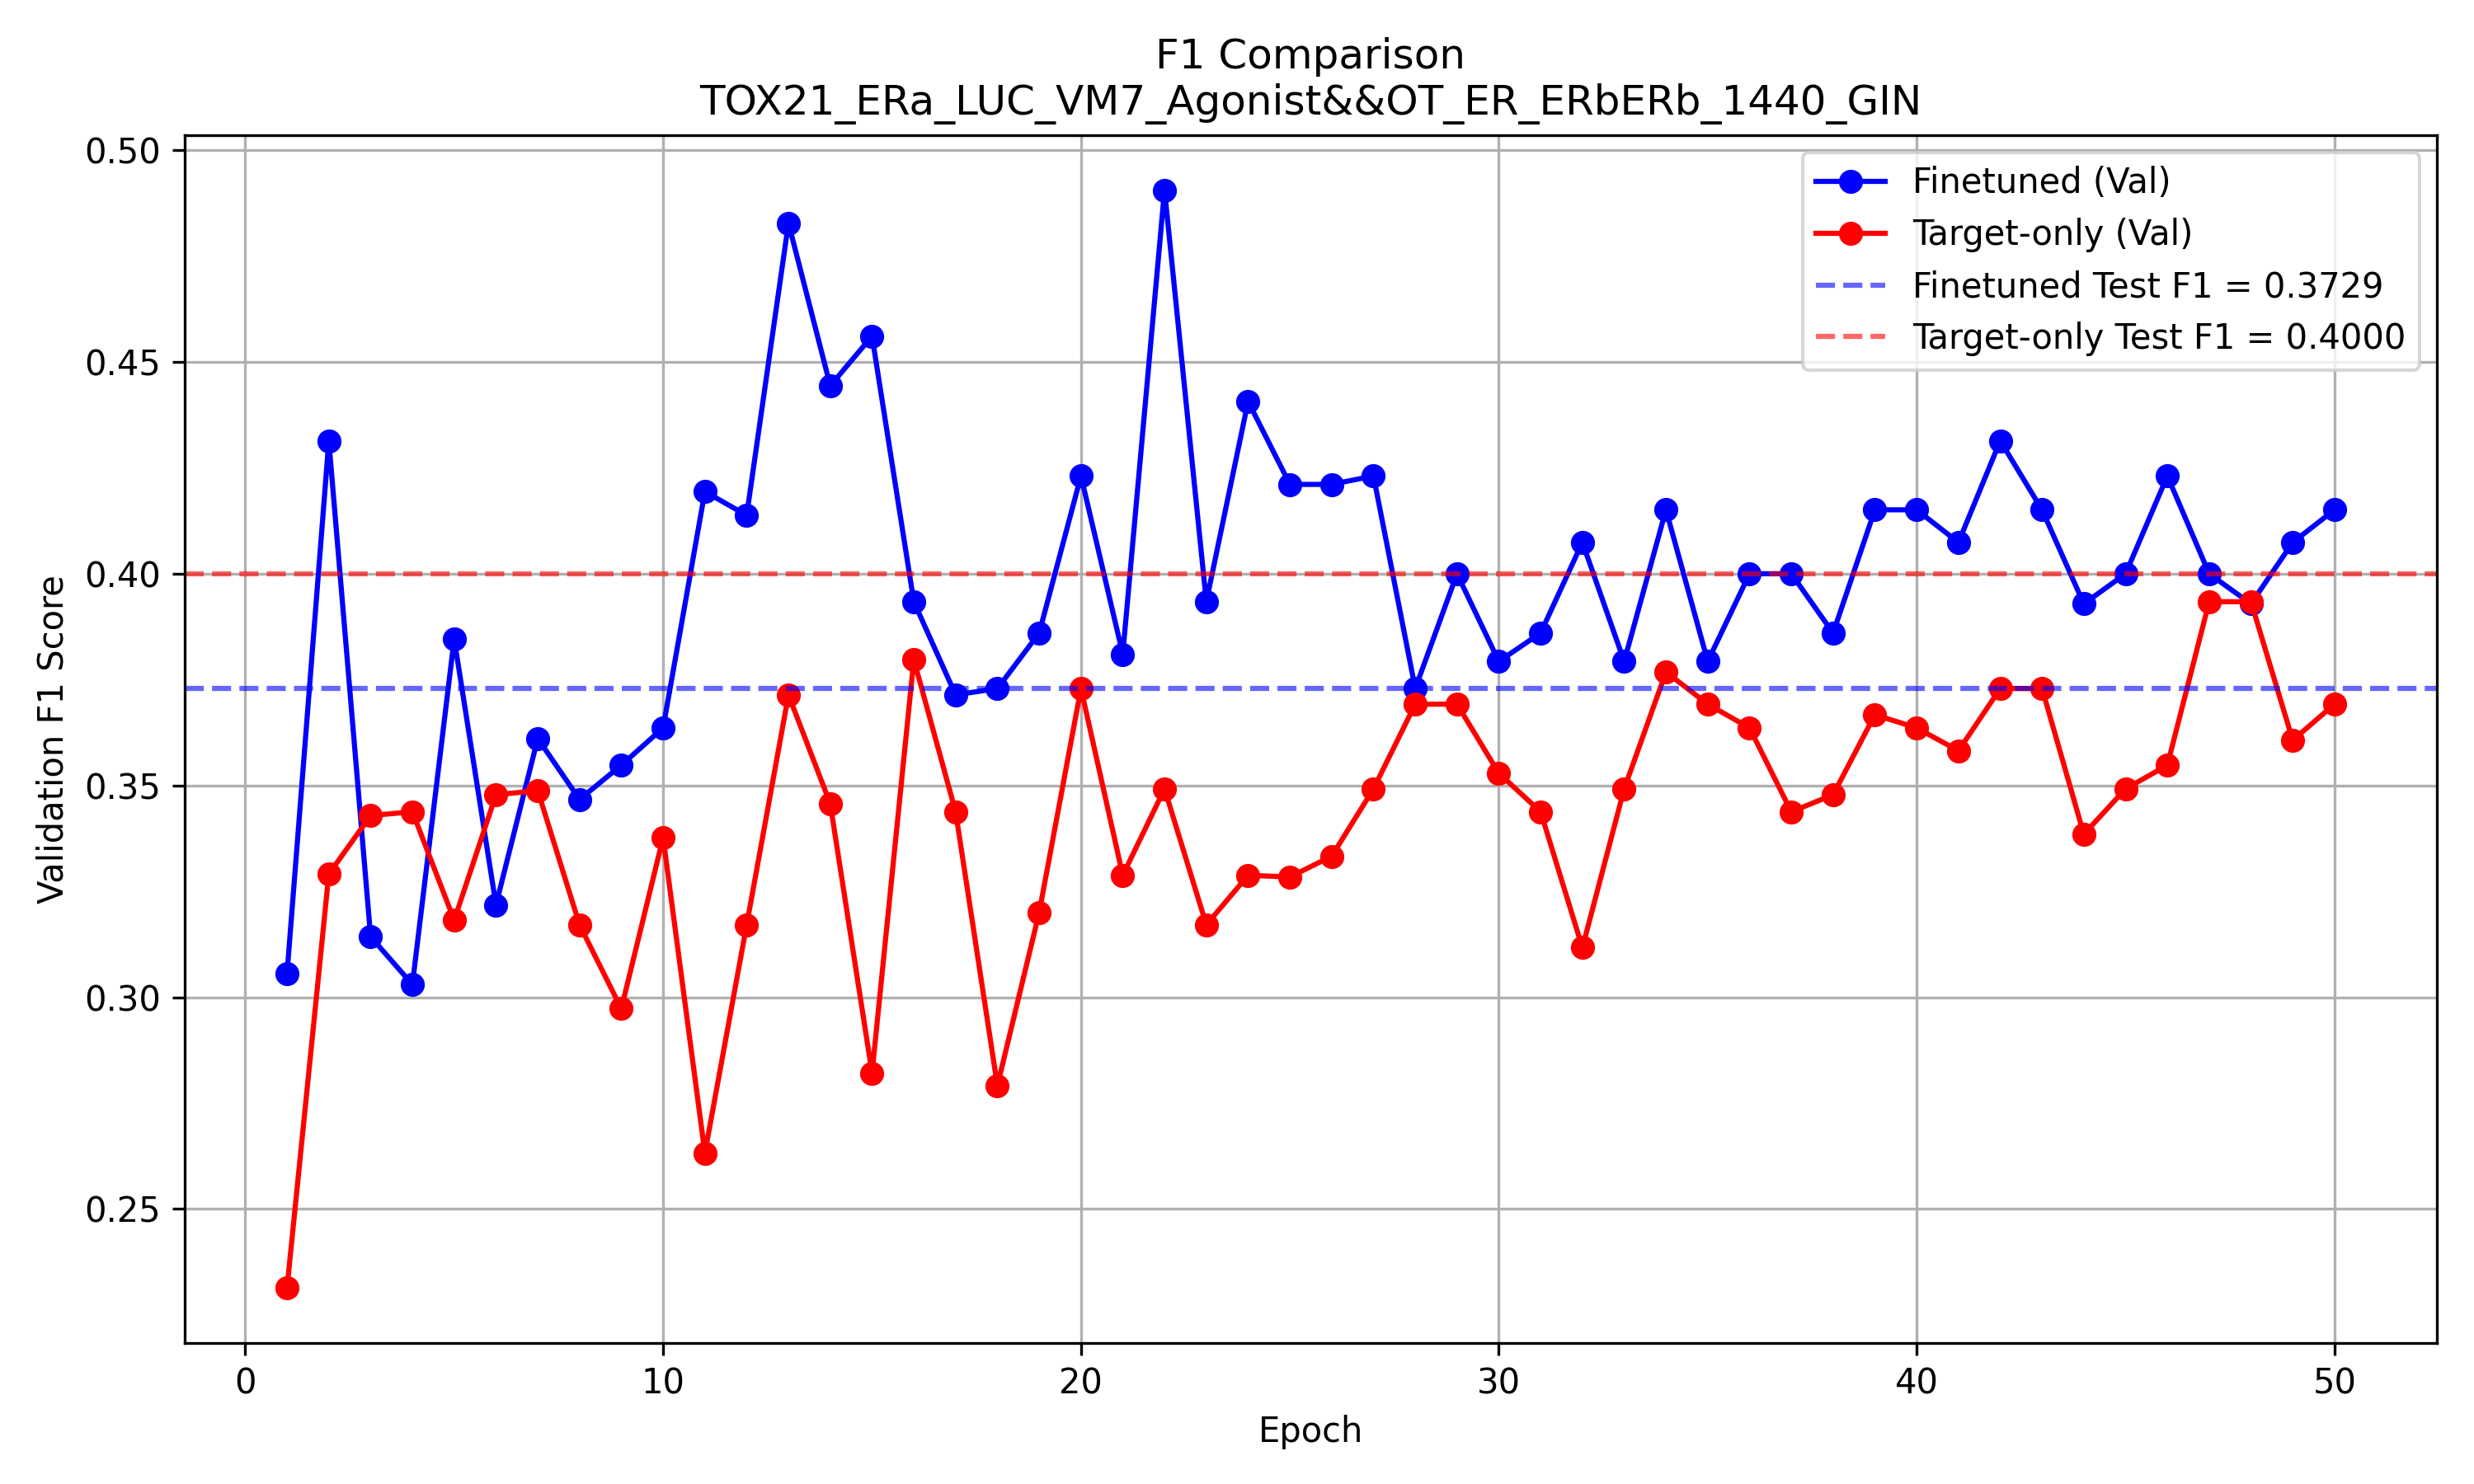 F1 Comparison
TOX21_ERa_LUC_VM7_Agonist&&OT_ER_ERbERb_1440_GIN
Finetuned (Val)
Target-only (Val)
Finetuned Test F1 = 0.3729
Target-only Test F1 = 0.4000
Validation F1 Score
0.50
0.45
0.40
0.35
0.30
0.25
0 10 20 30 40 50
Epoch